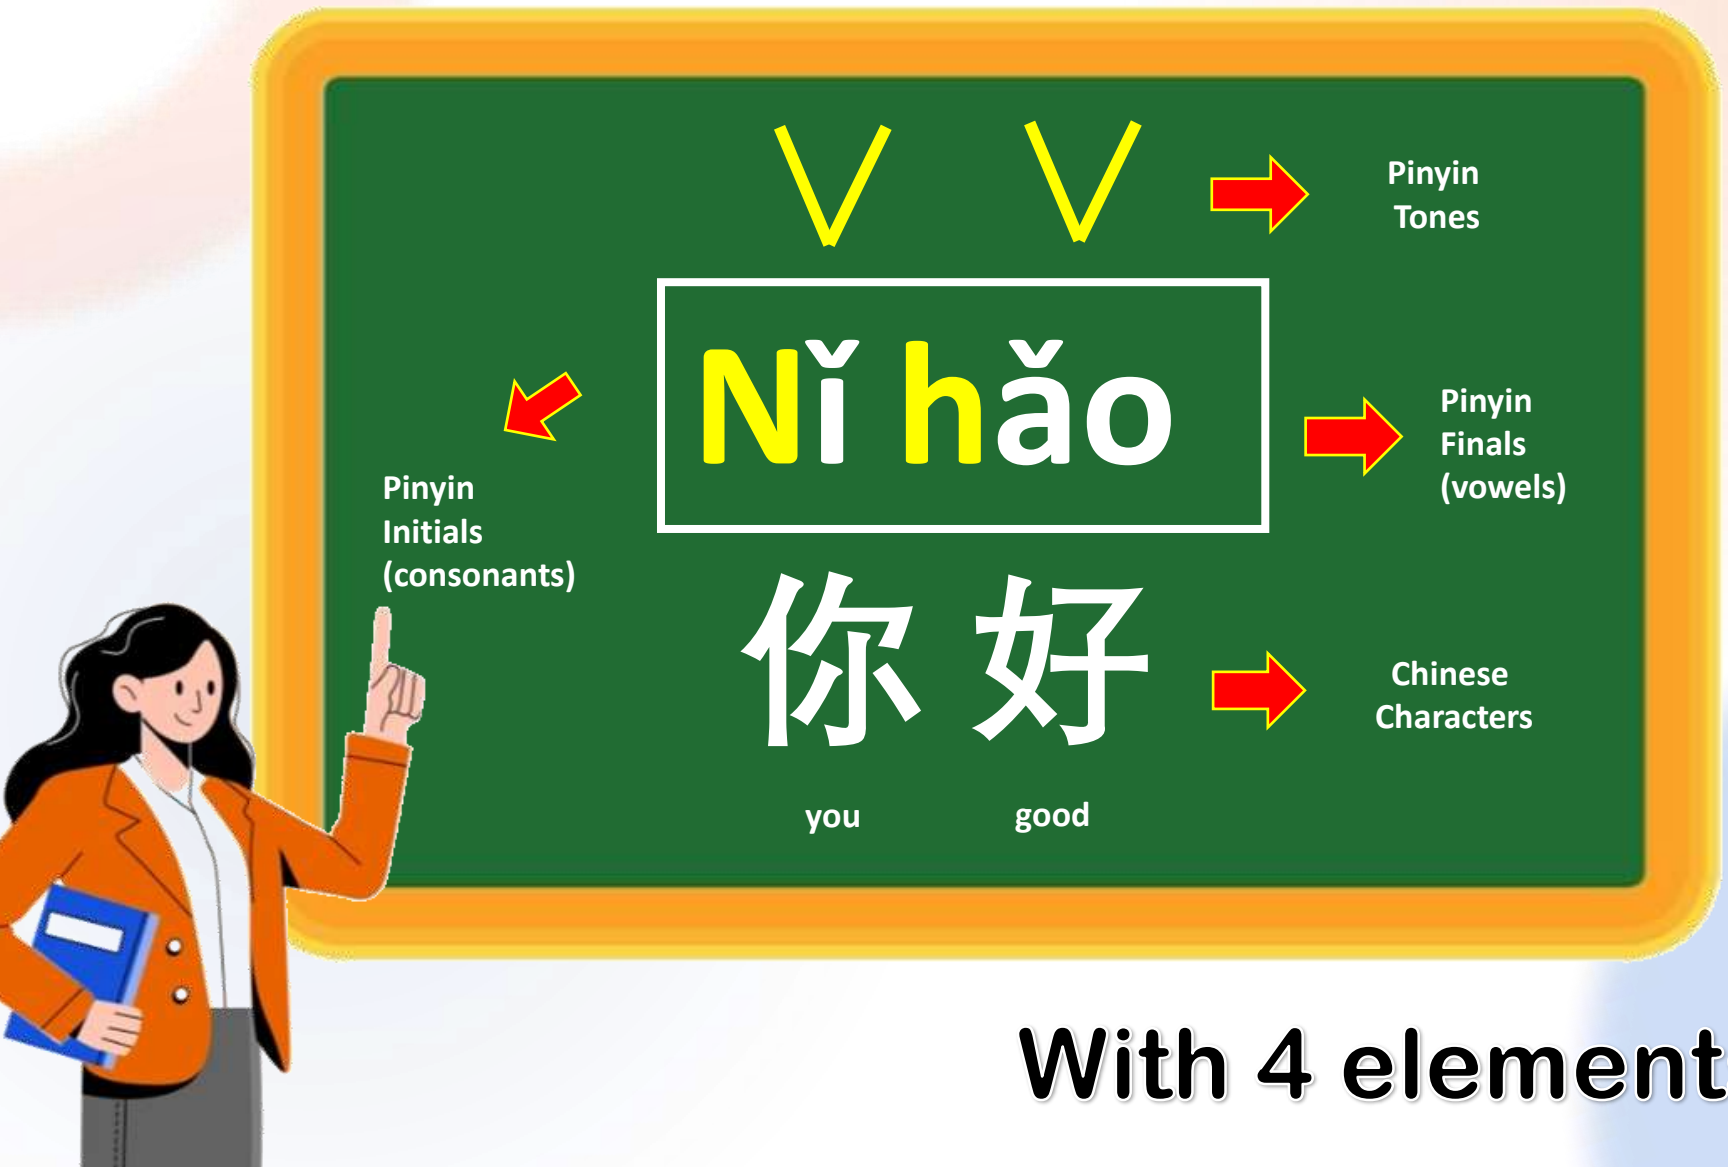 Pinyin
Tones
Nǐ hǎo
Pinyin
Finals
(vowels)
Pinyin
Initials
(consonants)
你 好
Chinese
Characters
you good
With 4 element